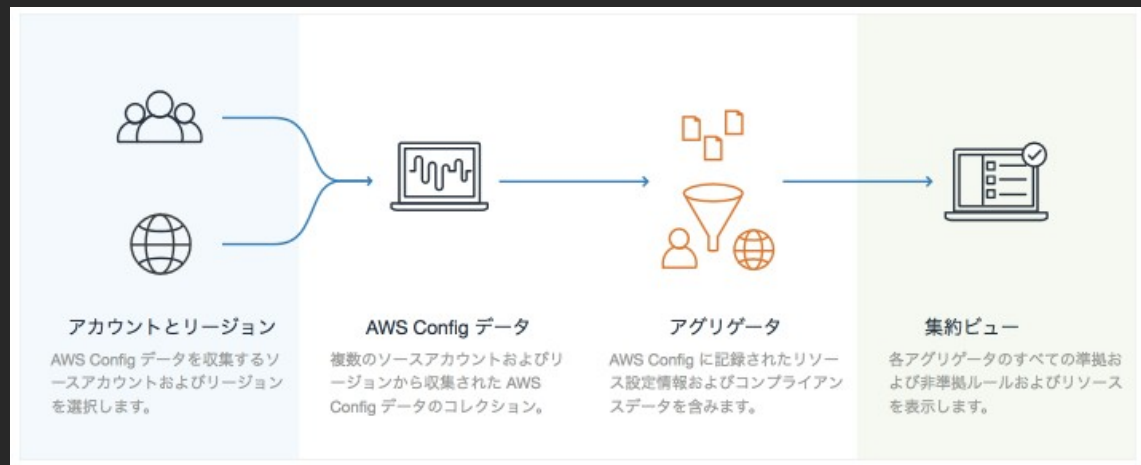 アカウントとリージョン
AWS Config データを収集するソ
ースアカウントおよびリージョン
を選択します。
AWS Config データ
複数のソースアカウントおよびリ
ージョンから収集された AWS
Config データのコレクション。
アグリゲータ
AWS Config に記録されたリソー
ス設定情報およびコンプライアン
スデータを含みます。
集約ビュー
各アグリゲータのすべての準拠お
よび非準拠ルールおよびリソース
を表示します。